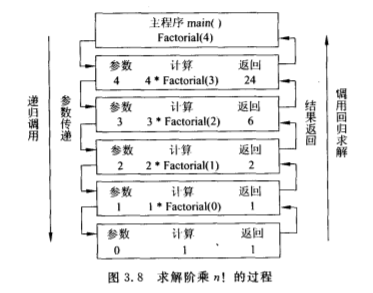 主程序 main( )
Factorial(4)
参数 计算 返回
4 4 * Factorial(3) 24
参数 计算 返回
3 3 * Factorial(2) 6
参数 计算 返回
2 2 * Factorial(1) 2
参数 计算 返回
1 1 * Factorial(0) 1
参数 计算 返回
0 1 1
递归调用
参数传递
结果返回
调用回归求解
图 3.8 求解阶乘 n! 的过程